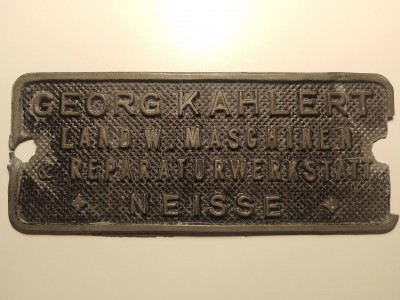 GEORG KAHLERT
LANDW. MASCHINEN
& REPARATURWERKSTATT
NEISSE